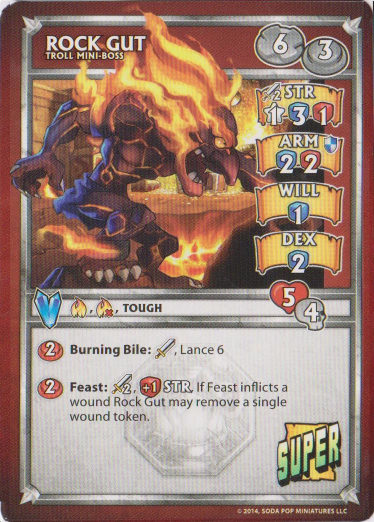 ROCK GUT
TROLL MINI-BOSS
6 3
2 STR
1 3 1
ARM
2 2
WILL
1
DEX
2
5
4
, , TOUGH
2 Burning Bile: , Lance 6
2 Feast: 2, +1 STR. If Feast inflicts a
wound Rock Gut may remove a single
wound token.
SUPER
© 2014, SODA POP MINIATURES LLC